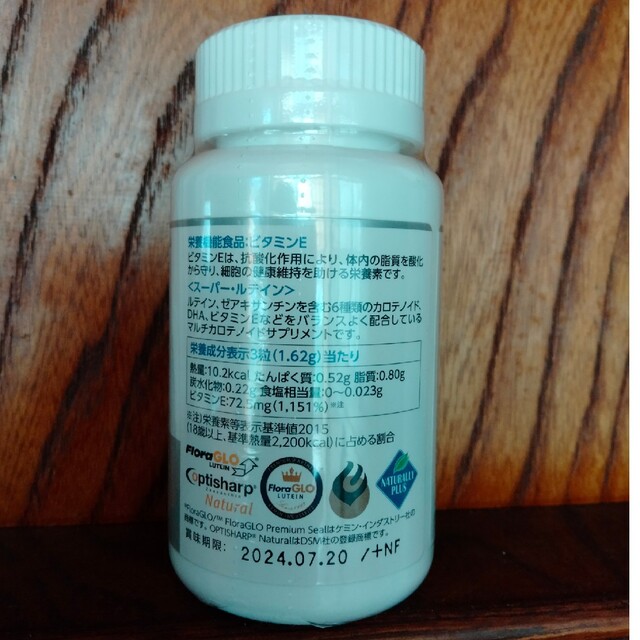 栄養機能食品:ビタミンE
ビタミンEは、抗酸化作用により、体内の脂質を酸化
から守り、細胞の健康維持を助ける栄養素です。
<スーパー・ルテイン>
ルテイン、ゼアキサンチンを含む6種類のカロテノイド、
DHA、ビタミンEなどをバランスよく配合している
マルチカロテノイドサプリメントです。
栄養成分表示3粒(1.62g)当たり
熱量:10.2kcal たんぱく質:0.52g 脂質:0.80g
炭水化物:0.22g 食塩相当量:0〜0.023g
ビタミンE:72.5mg(1,151%)※注
※注)栄養素等表示基準値2015
(18歳以上、基準熱量2,200kcal)に占める割合
FloraGLO
LUTEIN
Optisharp
Natural
FloraGLO
LUTEIN
NATURALLY
PLUS
FloraGLO Premium Sealはケミン・インダストリー社の
商標です。OPTISHARP® NaturalはDSM社の登録商標です。
賞味期限: 2024.07.20 /+NF